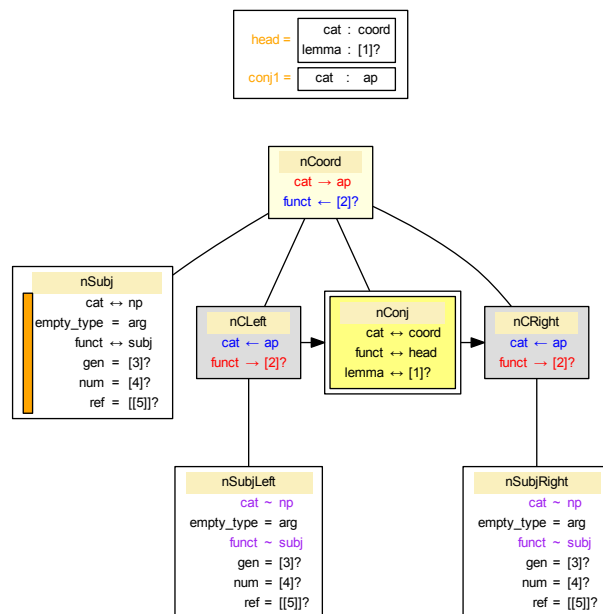 head =
cat : coord
lemma : [1]?
conj1 =
cat : ap
nCoord
cat → ap
funct ← [2]?
nSubj
cat ↔ np
empty_type = arg
funct ↔ subj
gen = [3]?
num = [4]?
ref = [[5]]?
nCLeft
cat ← ap
funct → [2]?
nConj
cat ↔ coord
funct ↔ head
lemma ↔ [1]?
nCRight
cat ← ap
funct → [2]?
nSubjLeft
cat ~ np
empty_type = arg
funct ~ subj
gen = [3]?
num = [4]?
ref = [[5]]?
nSubjRight
cat ~ np
empty_type = arg
funct ~ subj
gen = [3]?
num = [4]?
ref = [[5]]?